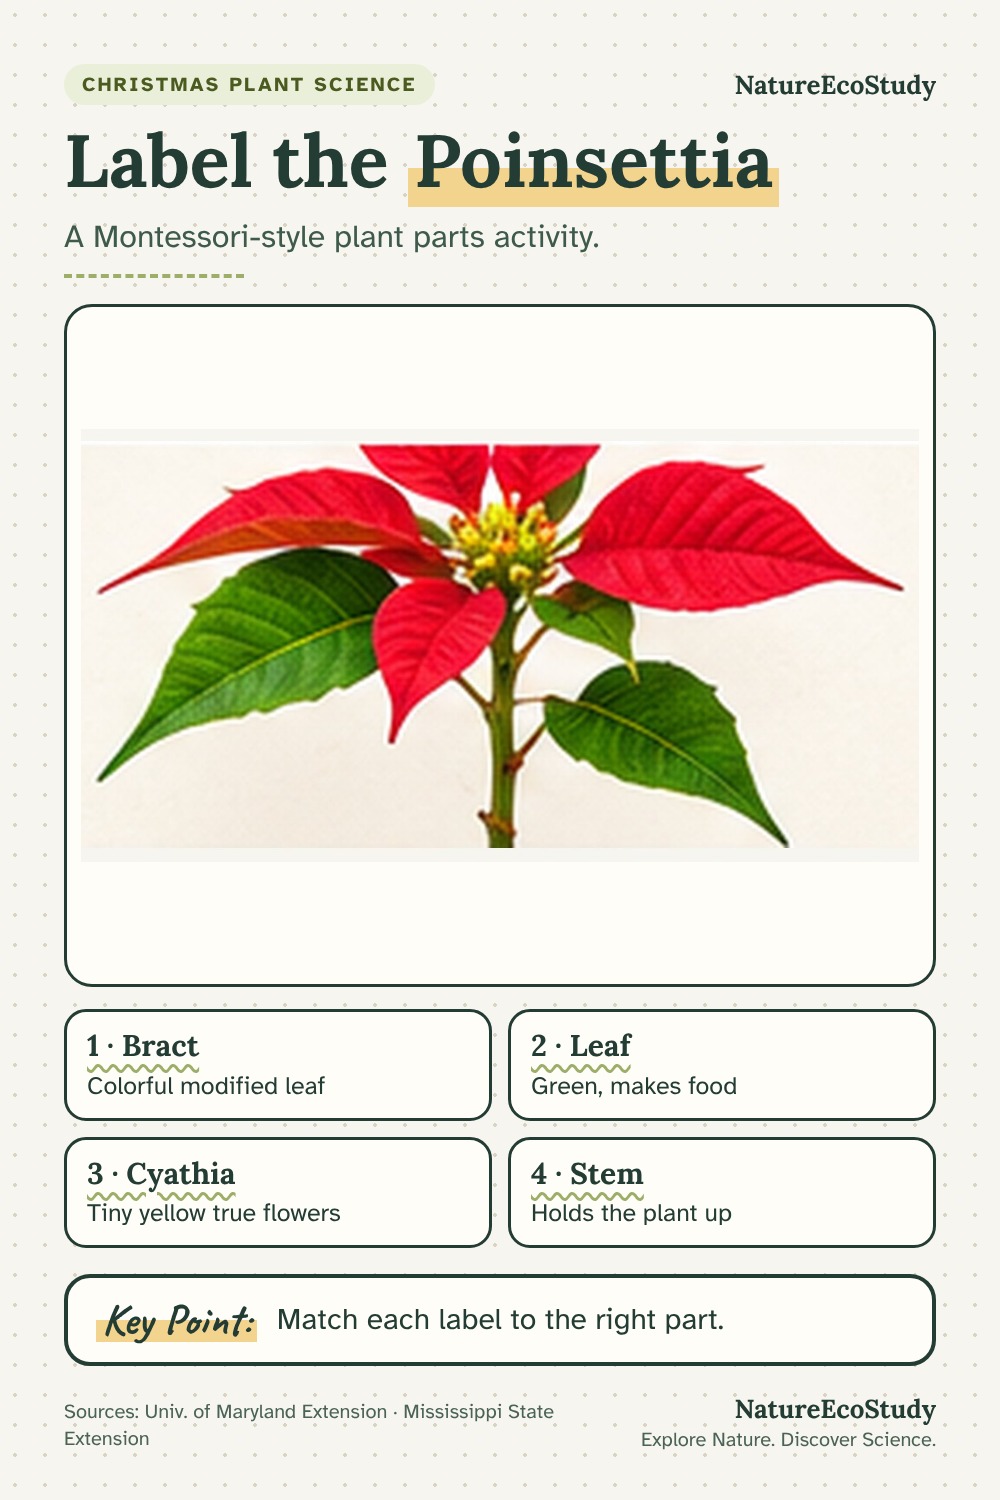 CHRISTMAS PLANT SCIENCE
NatureEcoStudy
Label the Poinsettia
A Montessori-style plant parts activity.
1 · Bract
Colorful modified leaf
2 · Leaf
Green, makes food
3 · Cyathia
Tiny yellow true flowers
4 · Stem
Holds the plant up
Key Point: Match each label to the right part.
Sources: Univ. of Maryland Extension · Mississippi State
Extension
NatureEcoStudy
Explore Nature. Discover Science.